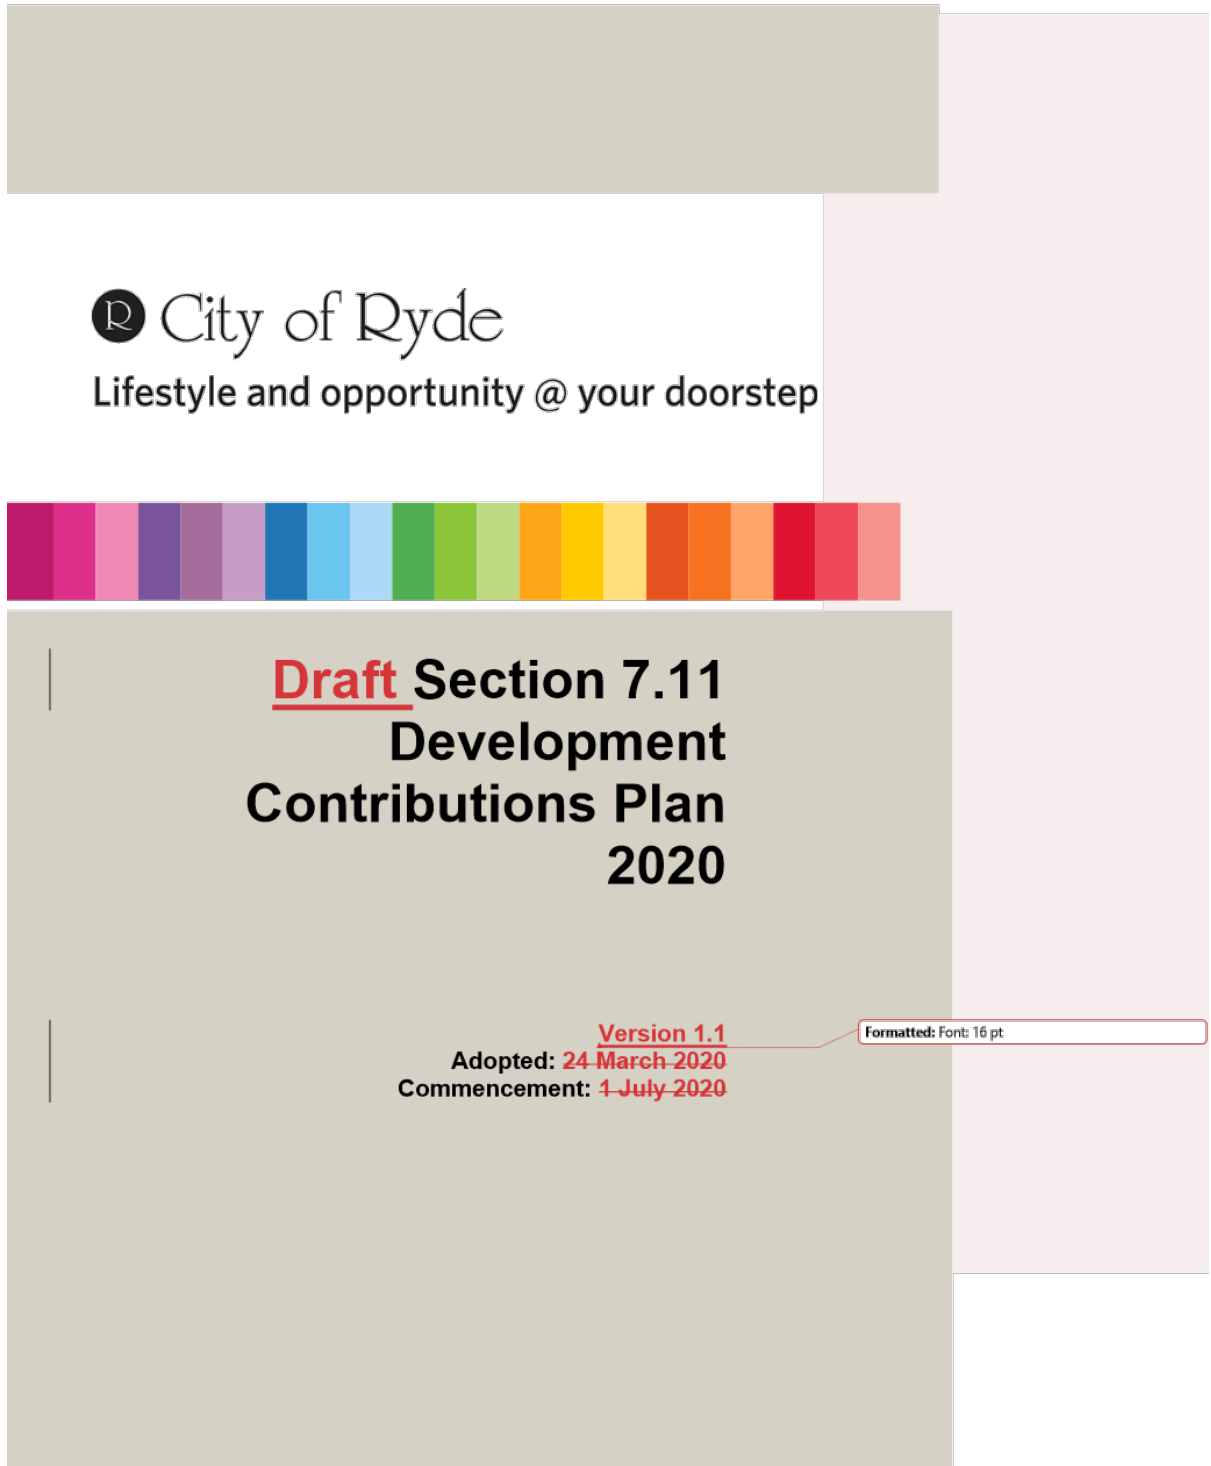 R City of Ryde
Lifestyle and opportunity @ your doorstep
Draft Section 7.11
Development
Contributions Plan
2020
Version 1.1
Adopted: 24 March 2020
Commencement: 1 July 2020
Formatted: Font: 16 pt